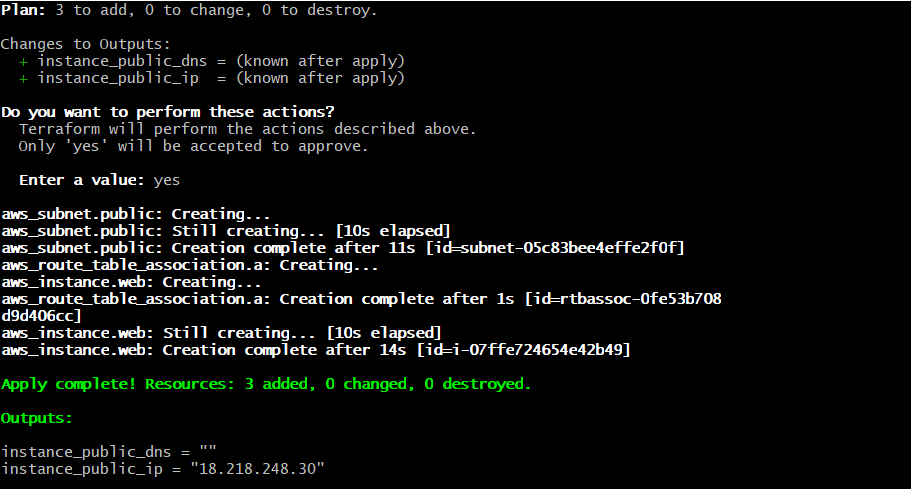 Plan: 3 to add, 0 to change, 0 to destroy.
Changes to Outputs:
+ instance_public_dns = (known after apply)
+ instance_public_ip  = (known after apply)
Do you want to perform these actions?
Terraform will perform the actions described above.
Only 'yes' will be accepted to approve.
Enter a value: yes
aws_subnet.public: Creating...
aws_subnet.public: Still creating... [10s elapsed]
aws_subnet.public: Creation complete after 11s [id=subnet-05c83bee4effe2f0f]
aws_route_table_association.a: Creating...
aws_instance.web: Creating...
aws_route_table_association.a: Creation complete after 1s [id=rtbassoc-0fe53b708
d9d406cc]
aws_instance.web: Still creating... [10s elapsed]
aws_instance.web: Creation complete after 14s [id=i-07ffe724654e42b49]
Apply complete! Resources: 3 added, 0 changed, 0 destroyed.
Outputs:
instance_public_dns = ""
instance_public_ip = "18.218.248.30"